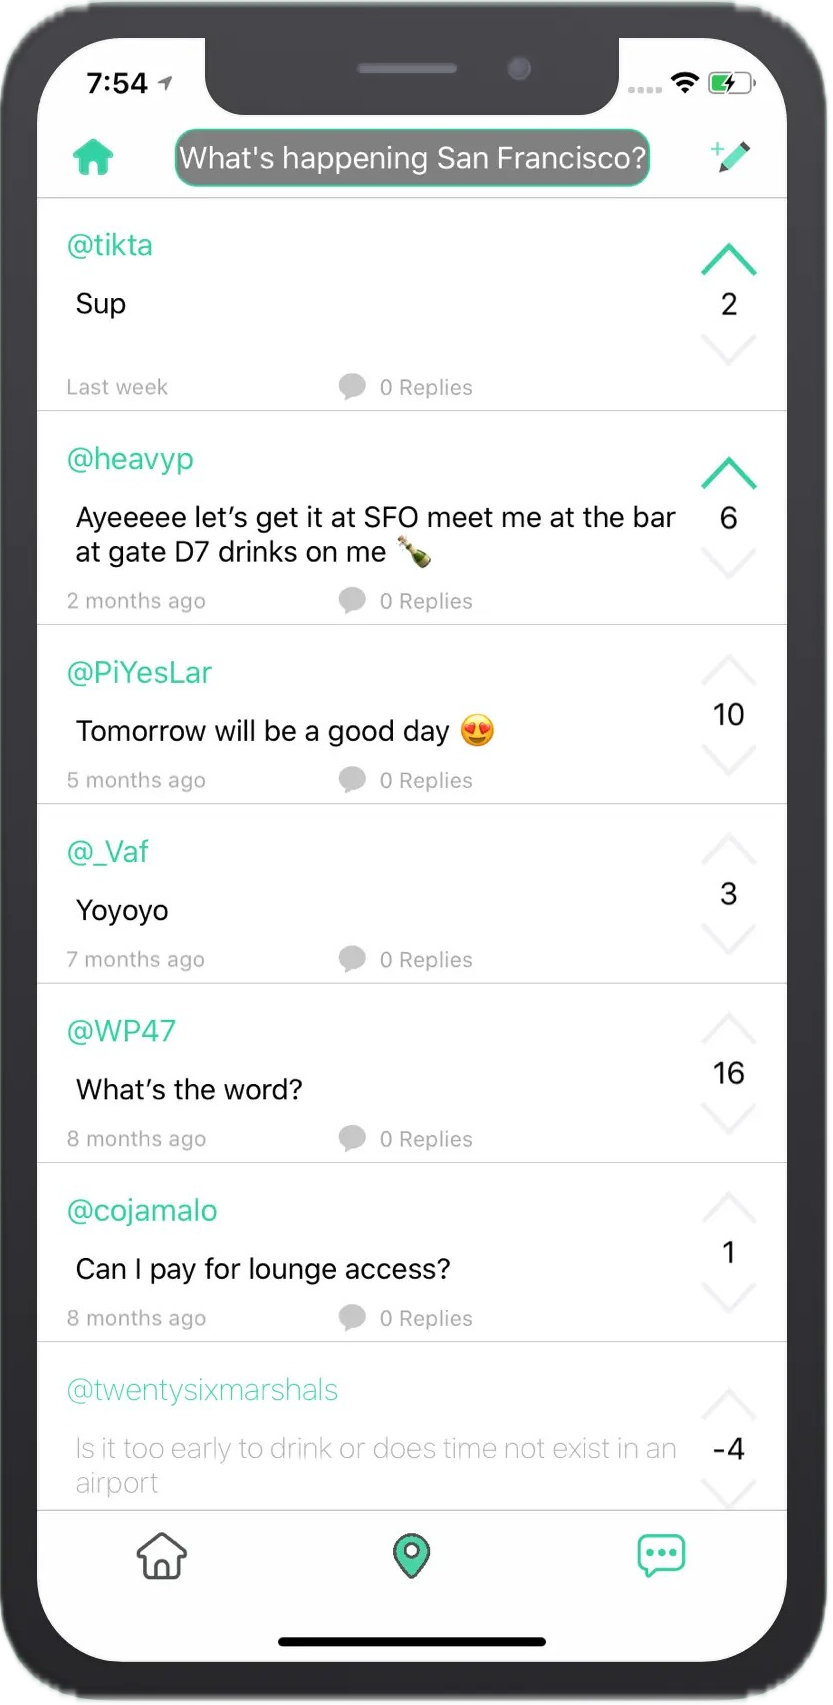 7:54
What's happening San Francisco?
@tikta
Sup
2
Last week
0 Replies
@heavyp
Ayeeeee let’s get it at SFO meet me at the bar
at gate D7 drinks on me 🍾
6
2 months ago
0 Replies
@PiYesLar
Tomorrow will be a good day 😍
10
5 months ago
0 Replies
@_Vaf
Yoyoyo
3
7 months ago
0 Replies
@WP47
What’s the word?
16
8 months ago
0 Replies
@cojamalo
Can I pay for lounge access?
1
8 months ago
0 Replies
@twentysixmarshals
Is it too early to drink or does time not exist in an
airport
-4